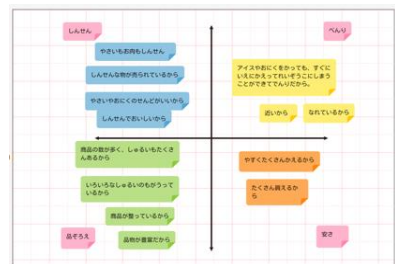 しんせん
べんり
やさいもお肉もしんせん
しんせんな物が売られているから
やさいやおにくのせんどがいいから
しんせんでおいしいから
アイスやおにくをかっても、すぐに
いえにかえってれいぞうこにしまう
ことができてべんりだから。
近いから
なれているから
商品の数が多く、しゅるいもたくさ
んあるから
いろいろなしゅるいのもがうって
いるから
商品が整っているから
品物が豊富だから
品ぞろえ
やすくたくさんかえるから
たくさん買えるか
ら
安さ